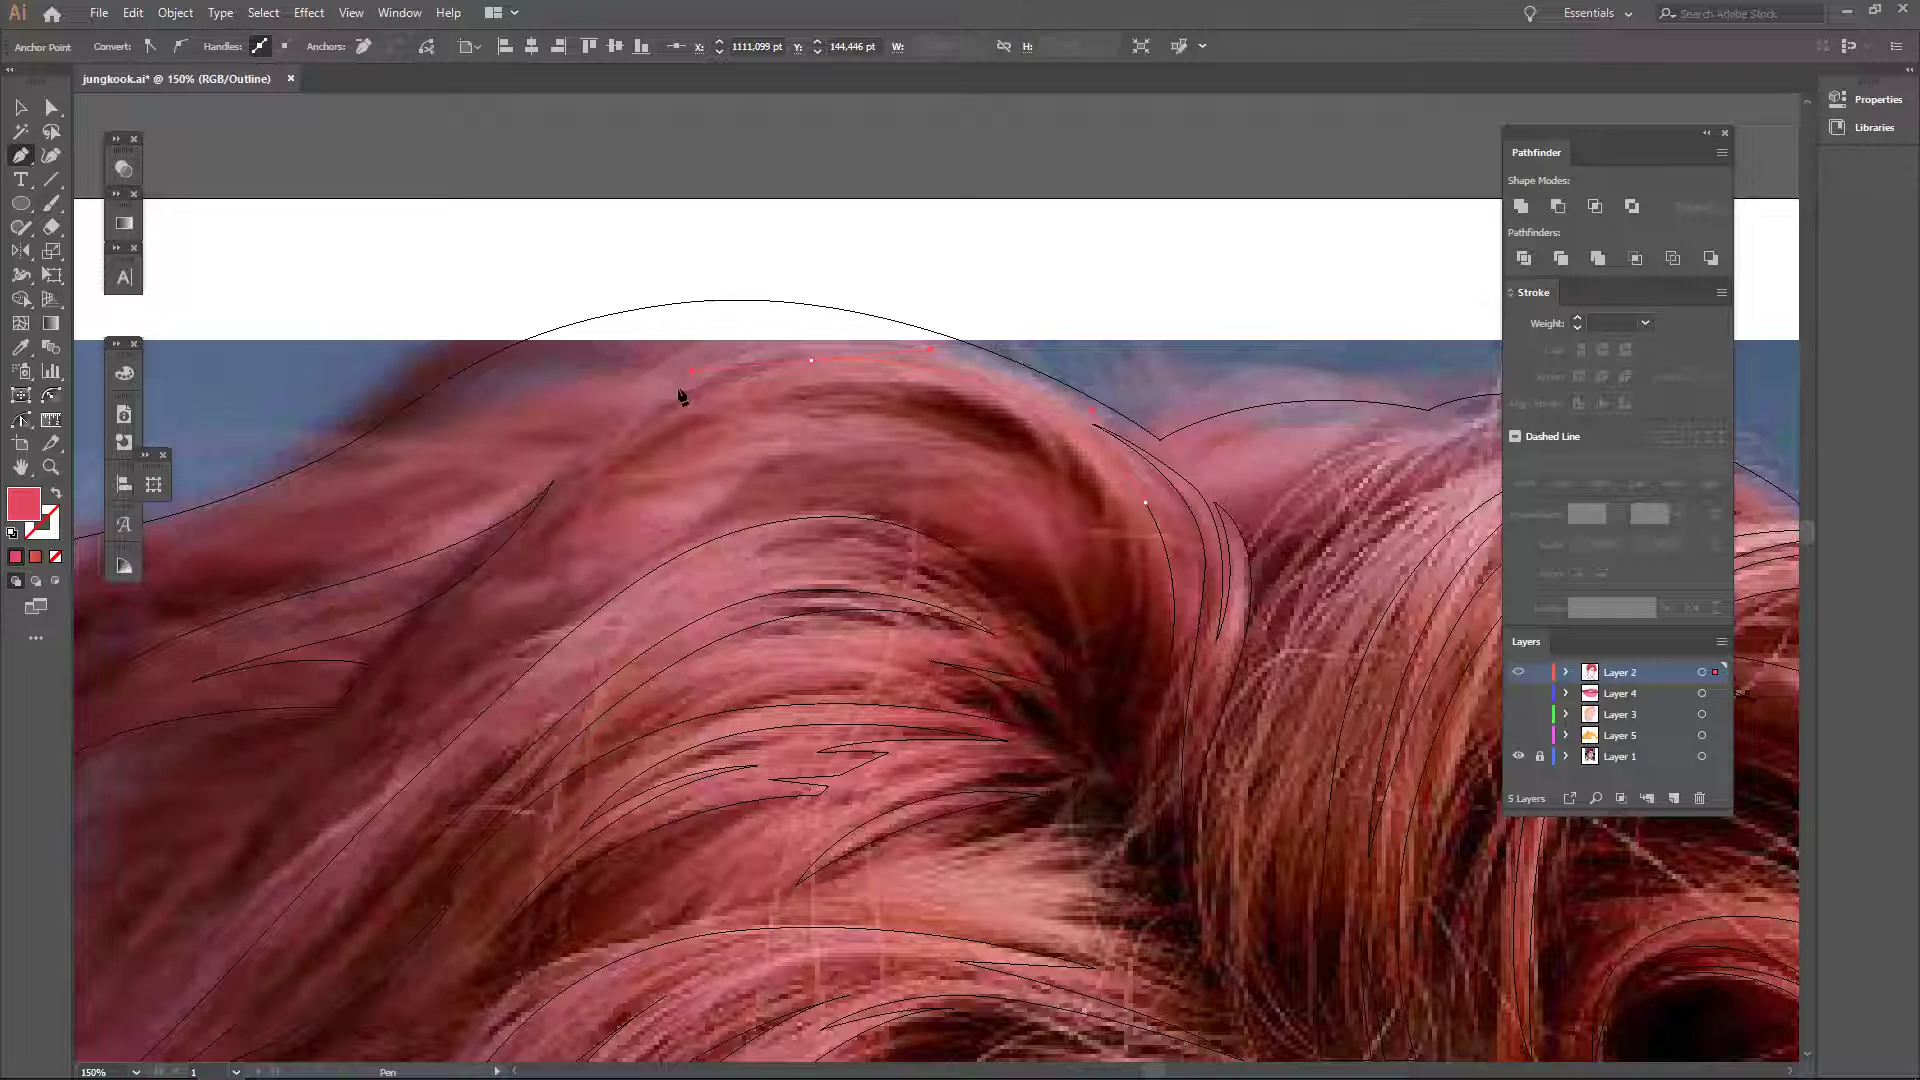 Ai File Edit Object Type Select Effect View Window Help Essentials Search Adobe Stock
Anchor Point Convert: Handles: Anchors: X: 1111,099 pt Y: 144,446 pt W: H:
jungkook.ai* @ 150% (RGB/Outline)
Properties
Libraries
Pathfinder
Shape Modes:
Pathfinders:
Stroke
Weight:
Dashed Line
Layers
Layer 2
Layer 4
Layer 3
Layer 5
Layer 1
5 Layers
150% 1 Pen